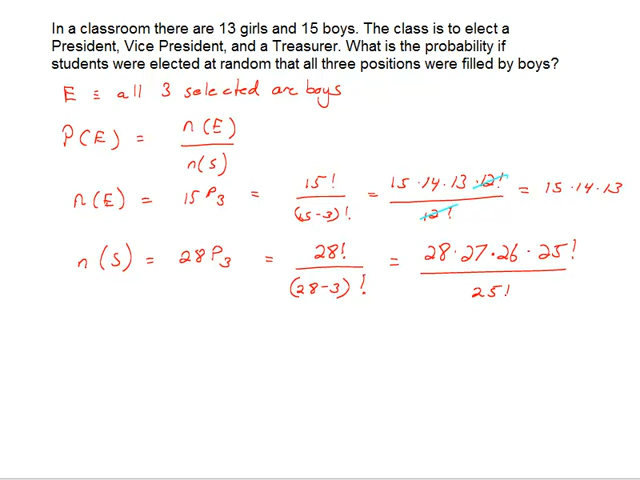 In a classroom there are 13 girls and 15 boys. The class is to elect a
President, Vice President, and a Treasurer. What is the probability if
students were elected at random that all three positions were filled by boys?
E ≡ all 3 selected are boys
P(E) = n(E) / n(S)
n(E) = 15P3 = 15! / (15-3)! = 15·14·13·12! / 12! = 15·14·13
n(S) = 28P3 = 28! / (28-3)! = 28·27·26·25! / 25!